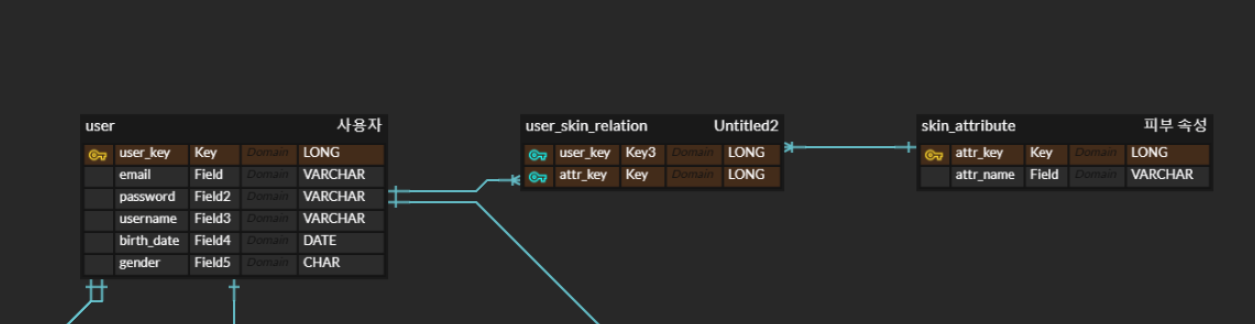 user 사용자
user_key Key Domain LONG
email Field Domain VARCHAR
password Field2 Domain VARCHAR
username Field3 Domain VARCHAR
birth_date Field4 Domain DATE
gender Field5 Domain CHAR
user_skin_relation Untitled2
user_key Key3 Domain LONG
attr_key Key Domain LONG
skin_attribute 피부 속성
attr_key Key Domain LONG
attr_name Field Domain VARCHAR